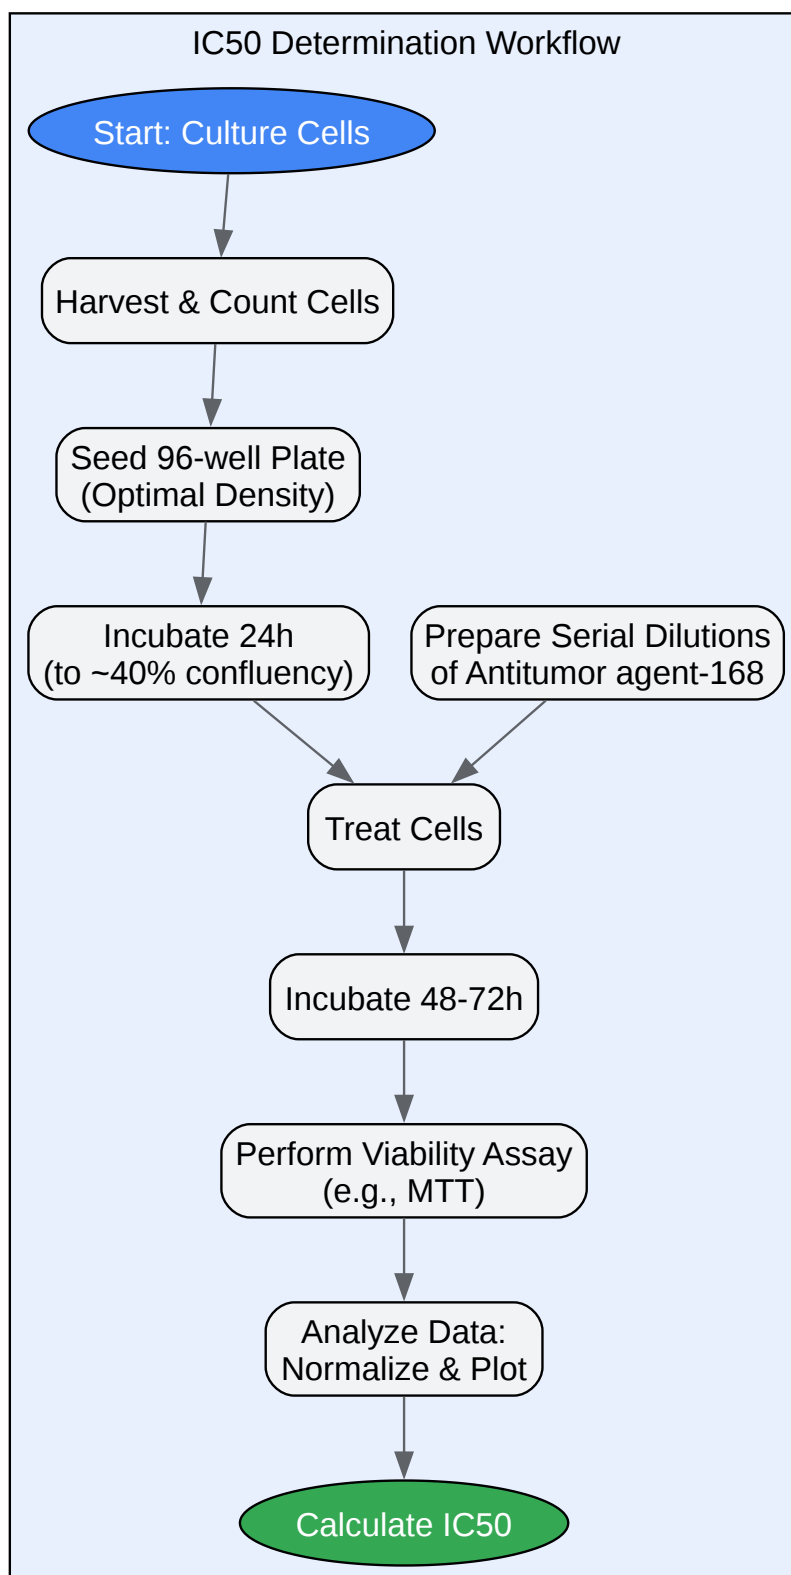 IC50 Determination Workflow
Start: Culture Cells
Harvest & Count Cells
Seed 96-well Plate
(Optimal Density)
Incubate 24h
(to ~40% confluency)
Prepare Serial Dilutions
of Antitumor agent-168
Treat Cells
Incubate 48-72h
Perform Viability Assay
(e.g., MTT)
Analyze Data:
Normalize & Plot
Calculate IC50